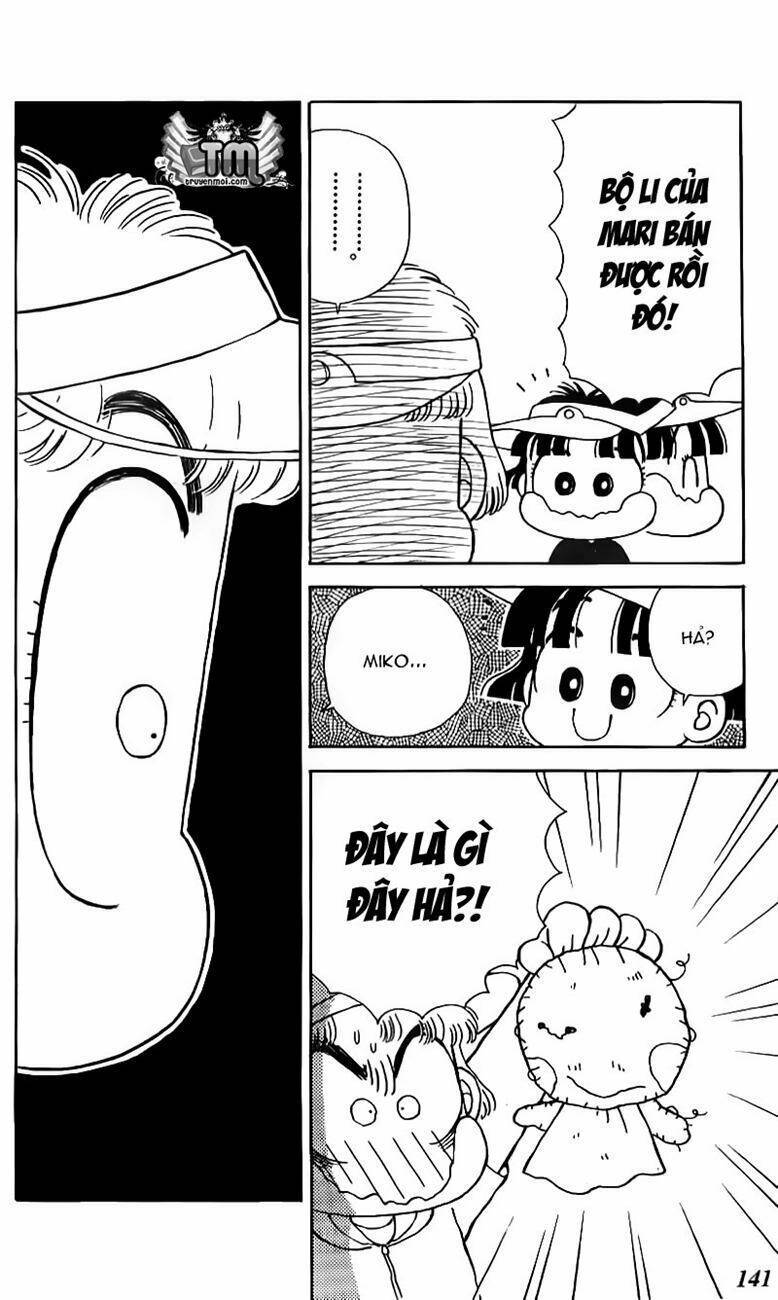 BỘ LI CỦA
MARI BÁN
ĐƯỢC RỒI
ĐÓ!
.........
HẢ?
MIKO...
ĐÂY LÀ GÌ
ĐÂY HẢ?!
TM
truyenmoi.com
141